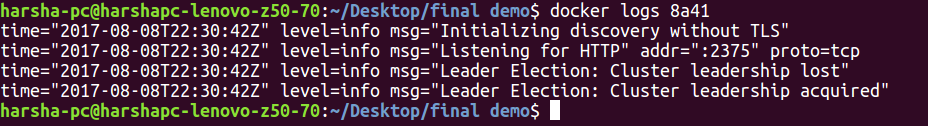 harsha-pc@harshapc-lenovo-z50-70:~/Desktop/final demo$ docker logs 8a41
time="2017-08-08T22:30:42Z" level=info msg="Initializing discovery without TLS"
time="2017-08-08T22:30:42Z" level=info msg="Listening for HTTP" addr=":2375" proto=tcp
time="2017-08-08T22:30:42Z" level=info msg="Leader Election: Cluster leadership lost"
time="2017-08-08T22:30:42Z" level=info msg="Leader Election: Cluster leadership acquired"
harsha-pc@harshapc-lenovo-z50-70:~/Desktop/final demo$